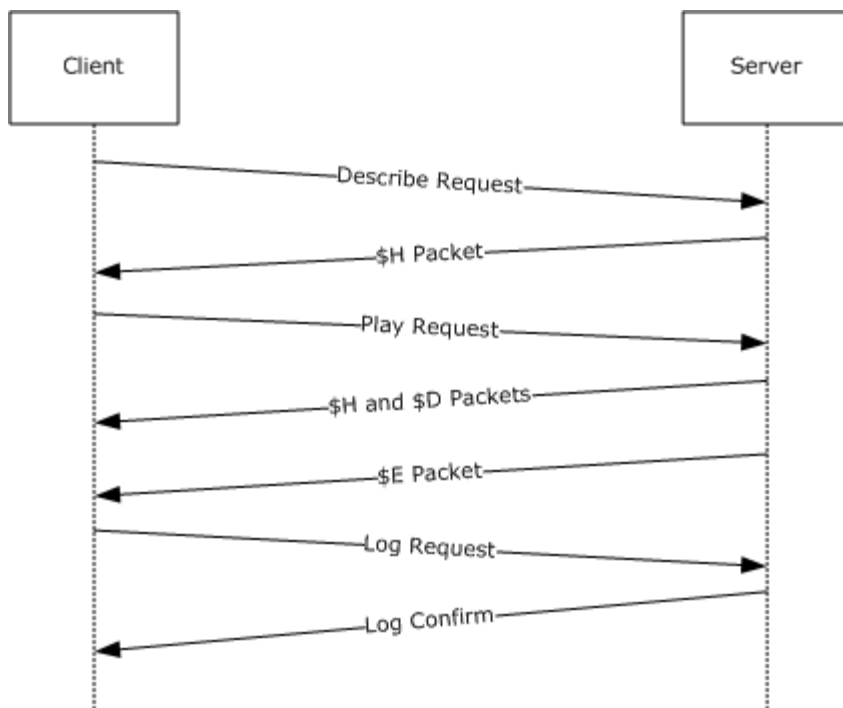 Client
Server
Describe Request
$H Packet
Play Request
$H and $D Packets
$E Packet
Log Request
Log Confirm